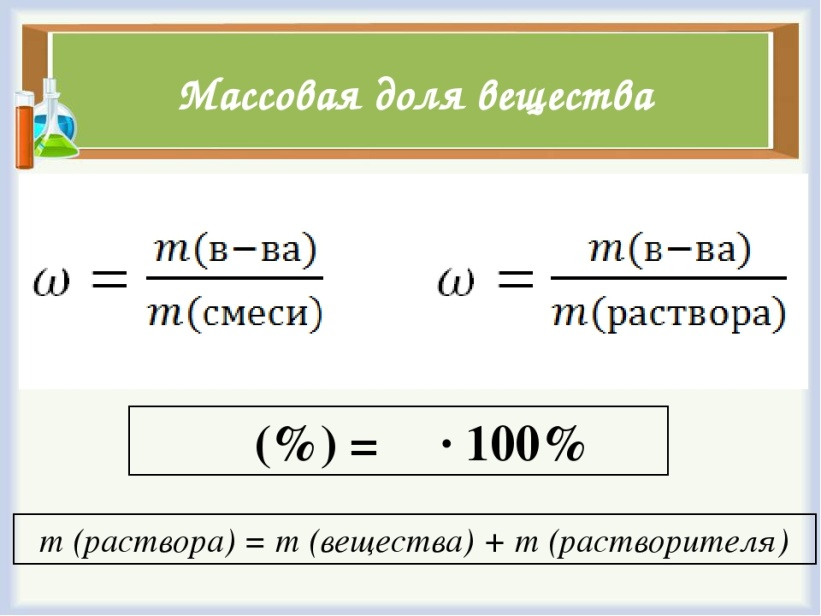 Массовая доля вещества
ω = m(в−ва) / m(смеси)
ω = m(в−ва) / m(раствора)
(%) = · 100%
m (раствора) = m (вещества) + m (растворителя)